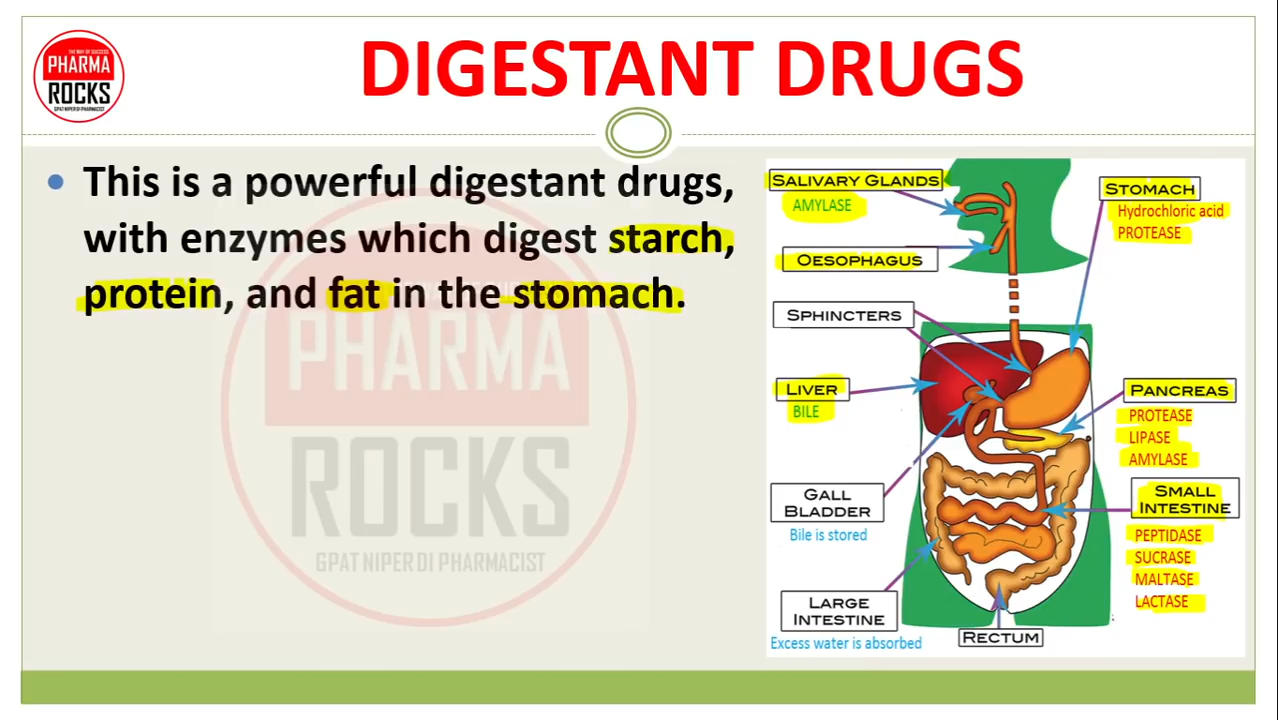 THE WAY OF SUCCESS
PHARMA
ROCKS
GPAT NIPER DI PHARMACIST
DIGESTANT DRUGS
• This is a powerful digestant drugs,
with enzymes which digest starch,
protein, and fat in the stomach.
PHARMA
ROCKS
GPAT NIPER DI PHARMACIST
SALIVARY GLANDS
AMYLASE
OESOPHAGUS
SPHINCTERS
LIVER
BILE
GALL
BLADDER
Bile is stored
LARGE
INTESTINE
Excess water is absorbed
RECTUM
STOMACH
Hydrochloric acid
PROTEASE
PANCREAS
PROTEASE
LIPASE
AMYLASE
SMALL
INTESTINE
PEPTIDASE
SUCRASE
MALTASE
LACTASE